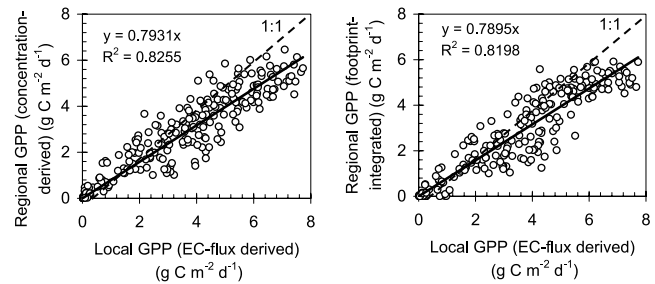 Regional GPP (concentration-
derived) (g C m⁻² d⁻¹)
8
6
4
2
0
y = 0.7931x
R² = 0.8255
1:1
0 2 4 6 8
Local GPP (EC-flux derived)
(g C m⁻² d⁻¹)
Regional GPP (footprint-
integrated) (g C m⁻² d⁻¹)
8
6
4
2
0
y = 0.7895x
R² = 0.8198
1:1
0 2 4 6 8
Local GPP (EC-flux derived)
(g C m⁻² d⁻¹)